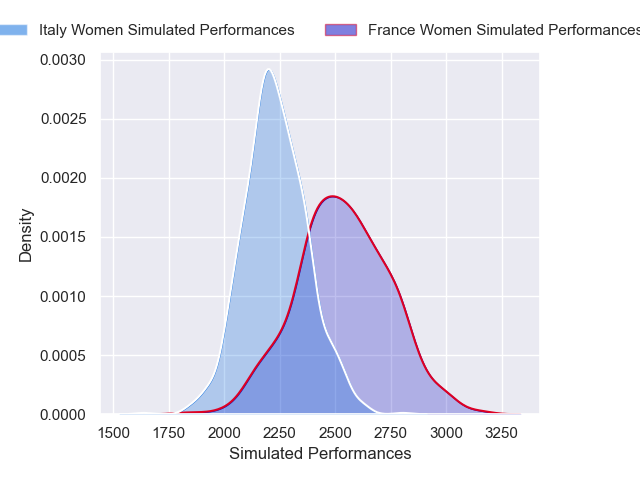 Italy Women Simulated Performances France Women Simulated Performances
0.0030
0.0025
0.0020
0.0015
0.0010
0.0005
0.0000
Density
1500 1750 2000 2250 2500 2750 3000 3250
Simulated Performances